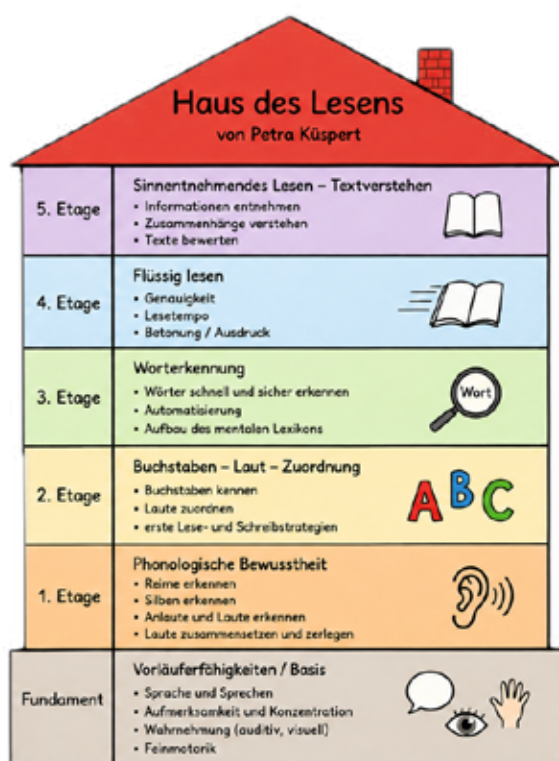 Haus des Lesens
von Petra Küspert
5. Etage
Sinnentnehmendes Lesen – Textverstehen
• Informationen entnehmen
• Zusammenhänge verstehen
• Texte bewerten
4. Etage
Flüssig lesen
• Genauigkeit
• Lesetempo
• Betonung / Ausdruck
3. Etage
Worterkennung
• Wörter schnell und sicher erkennen
• Automatisierung
• Aufbau des mentalen Lexikons
Wort
2. Etage
Buchstaben – Laut – Zuordnung
• Buchstaben kennen
• Laute zuordnen
• erste Lese- und Schreibstrategien
A B C
1. Etage
Phonologische Bewusstheit
• Reime erkennen
• Silben erkennen
• Anlaute und Laute erkennen
• Laute zusammensetzen und zerlegen
Fundament
Vorläuferfähigkeiten / Basis
• Sprache und Sprechen
• Aufmerksamkeit und Konzentration
• Wahrnehmung (auditiv, visuell)
• Feinmotorik